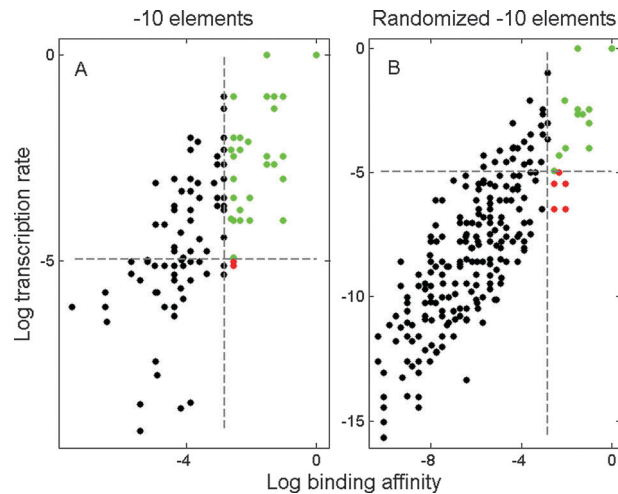 -10 elements
Randomized -10 elements
A
B
0
-5
0
-5
-10
-15
-4
0
-8
-4
0
Log transcription rate
Log binding affinity